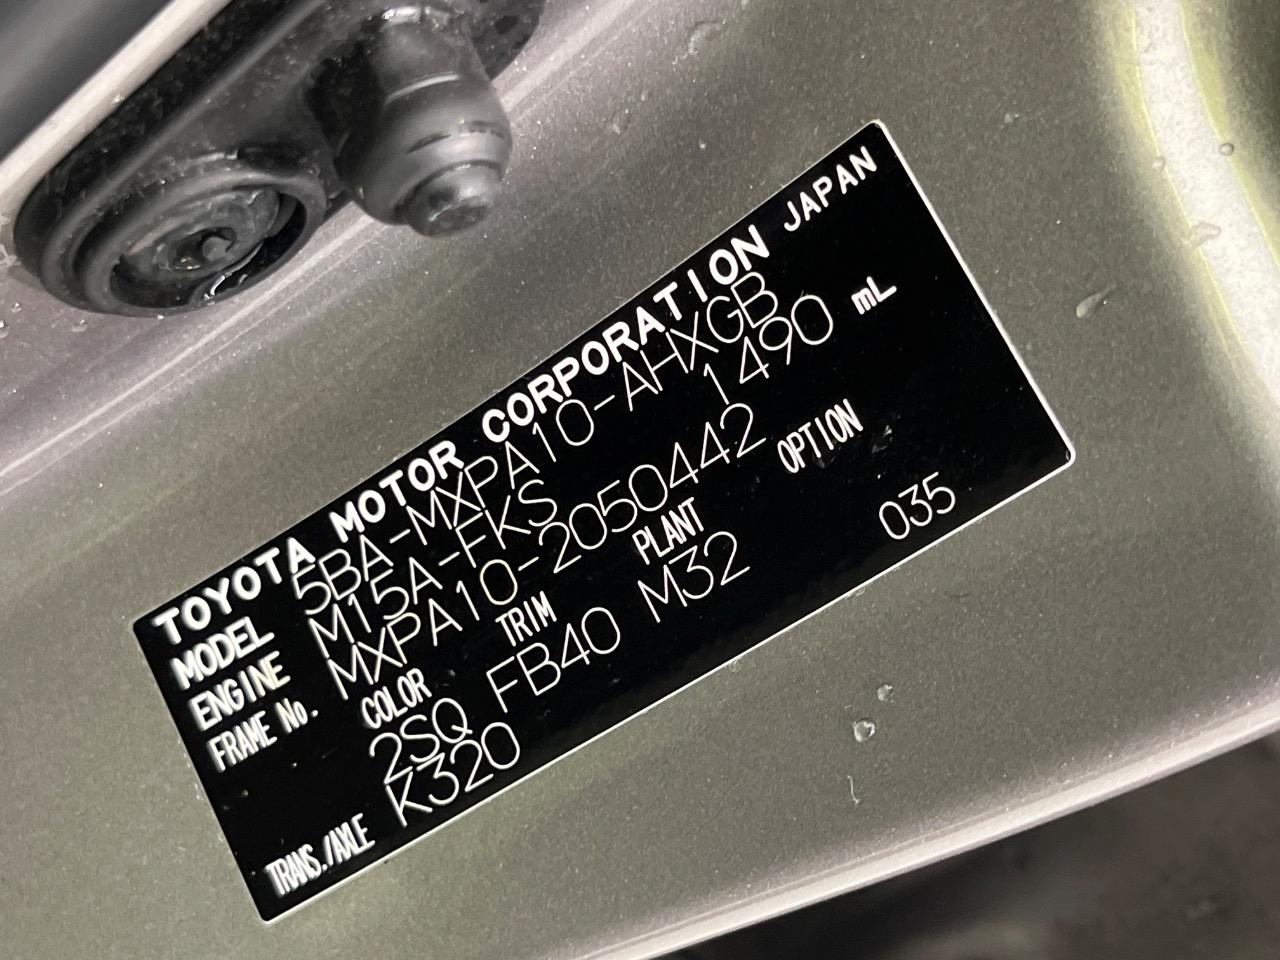 TOYOTA MOTOR CORPORATION JAPAN
MODEL 5BA-MXPA10-AHXGB
ENGINE M15A-FKS 1490 mL
FRAME No. MXPA10-2050442
COLOR TRIM PLANT OPTION
2SQ FB40 M32 035
TRANS./AXLE K320